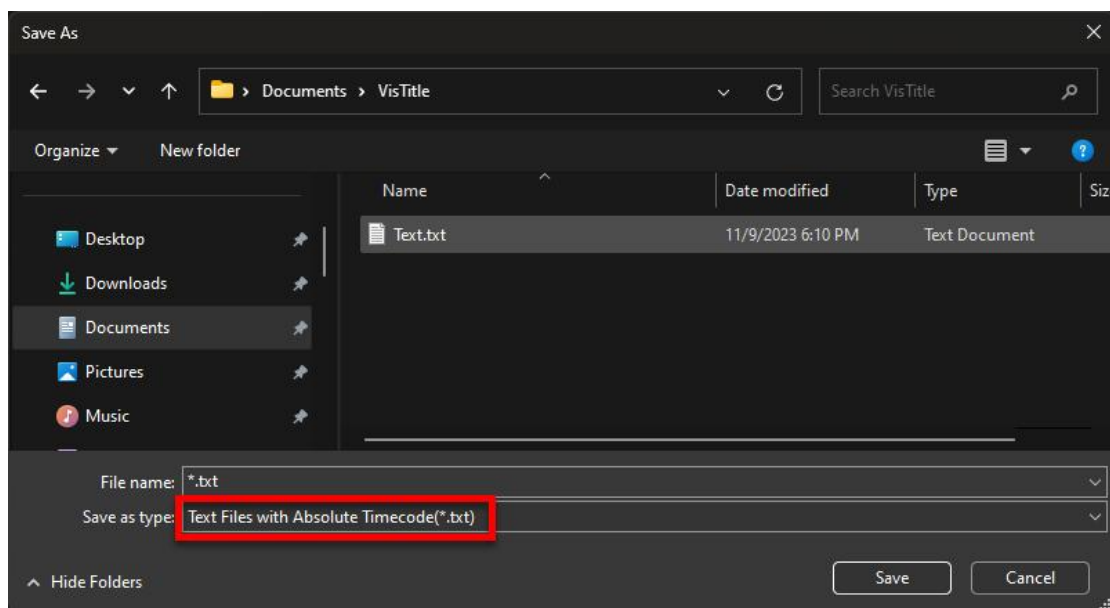 Save As
Documents > VisTitle
Search VisTitle
Organize
New folder
Name
Date modified
Type
Siz
Desktop
Text.txt
11/9/2023 6:10 PM
Text Document
Downloads
Documents
Pictures
Music
File name: *.txt
Save as type: Text Files with Absolute Timecode(*.txt)
Hide Folders
Save
Cancel